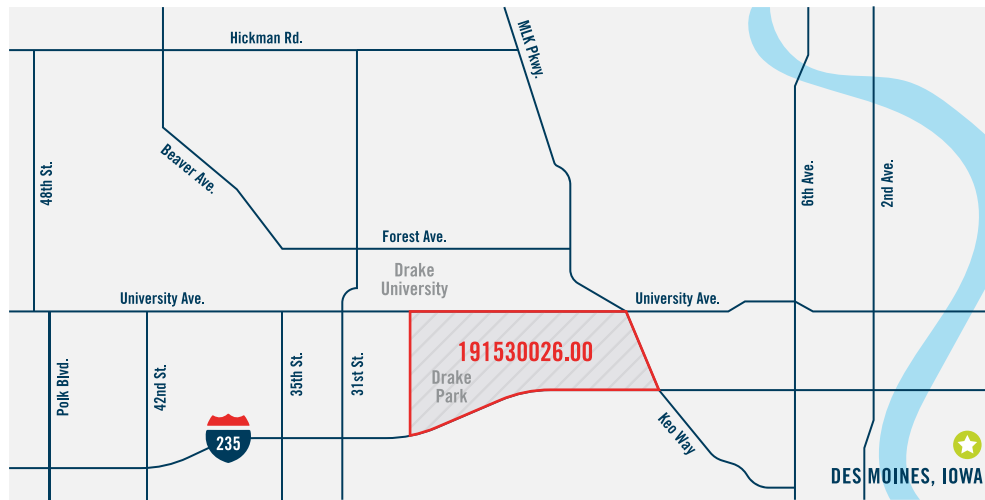 Hickman Rd.
MLK Pkwy.
48th St.
Beaver Ave.
6th Ave.
2nd Ave.
Forest Ave.
Drake
University
University Ave.
University Ave.
191530026.00
Drake
Park
Polk Blvd.
42nd St.
35th St.
31st St.
235
Keo Way
DES MOINES, IOWA